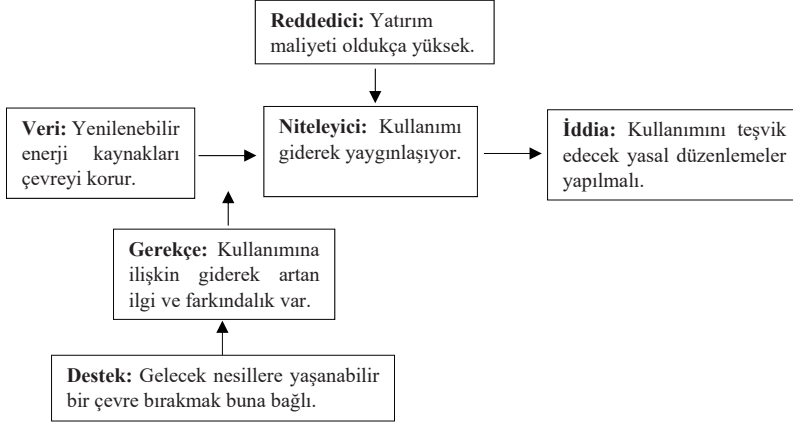 Reddedici: Yatırım
maliyeti oldukça yüksek.
Veri: Yenilenebilir
enerji kaynakları
çevreyi korur.
Niteleyici: Kullanımı
giderek yaygınlaşıyor.
İddia: Kullanımını teşvik
edecek yasal düzenlemeler
yapılmalı.
Gerekçe: Kullanımına
ilişkin giderek artan
ilgi ve farkındalık var.
Destek: Gelecek nesillere yaşanabilir
bir çevre bırakmak buna bağlı.